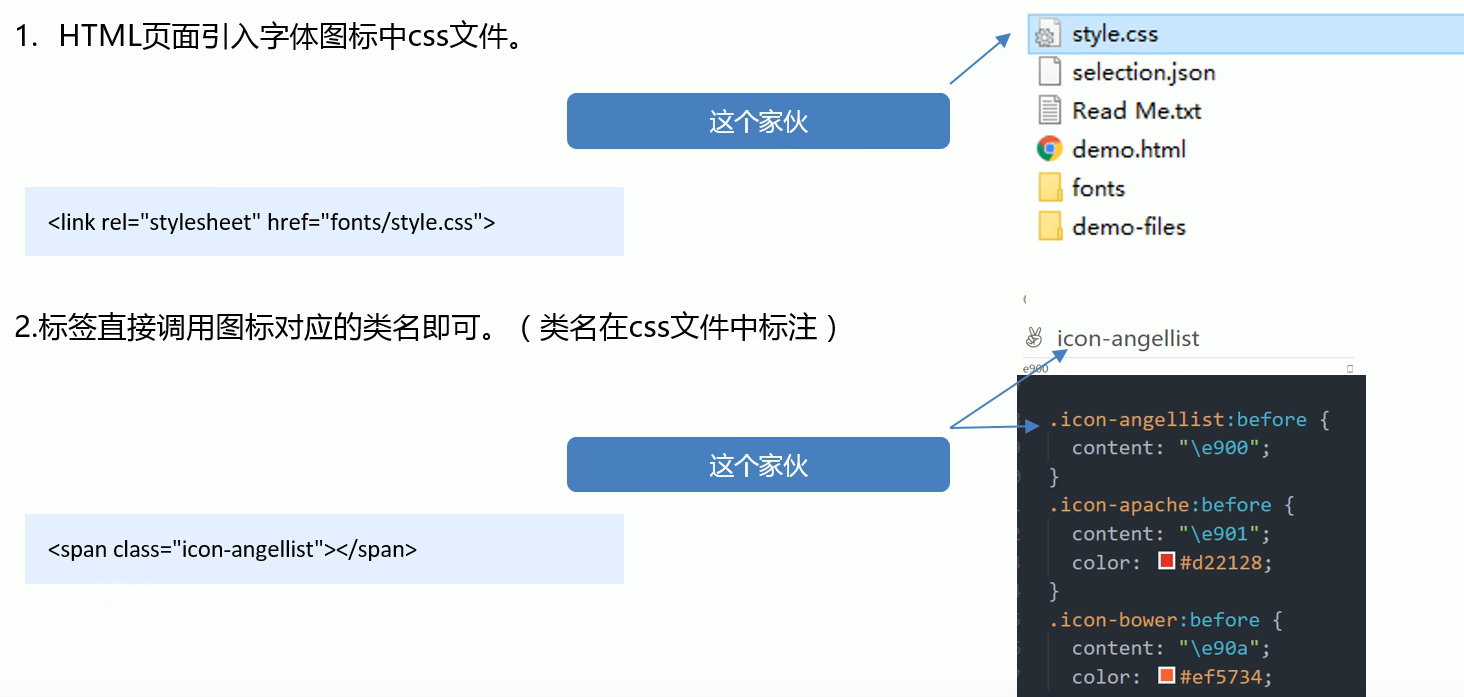 1. HTML页面引入字体图标中css文件。
style.css
selection.json
Read Me.txt
demo.html
fonts
demo-files
这个家伙
<link rel="stylesheet" href="fonts/style.css">
2.标签直接调用图标对应的类名即可。（类名在css文件中标注）
icon-angellist
e900
.icon-angellist:before {
content: "\e900";
}
.icon-apache:before {
content: "\e901";
color: #d22128;
}
.icon-bower:before {
content: "\e90a";
color: #ef5734;
这个家伙
<span class="icon-angellist"></span>